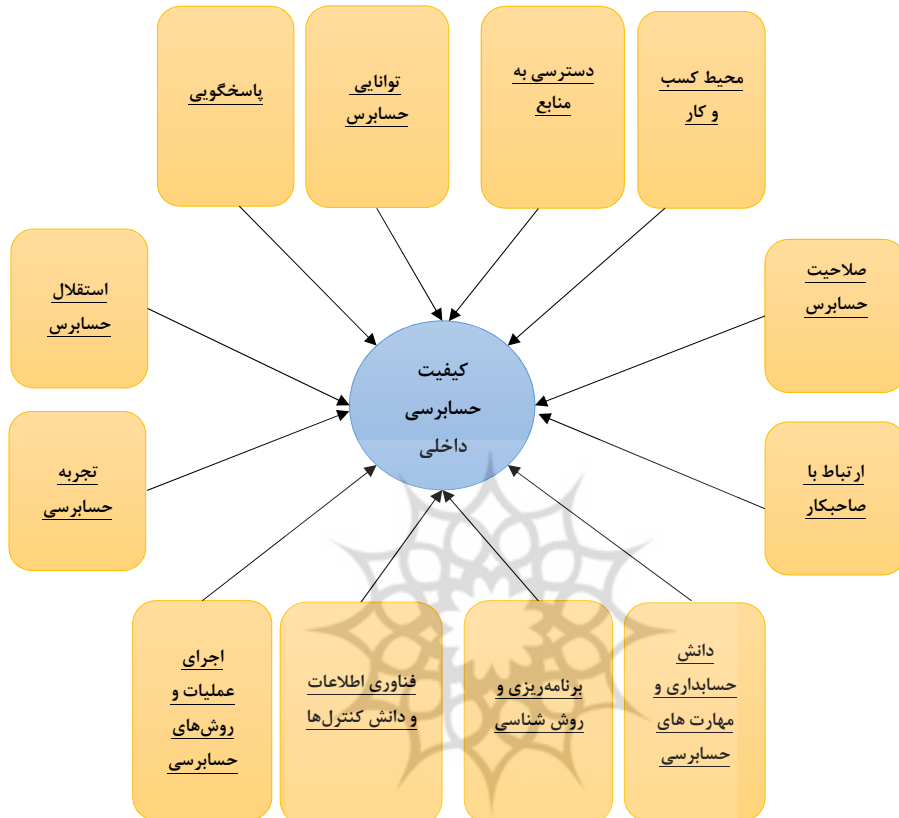 محیط کسب
و کار
دسترسی به
منابع
توانایی
حسابرس
پاسخگویی
صلاحیت
حسابرس
استقلال
حسابرس
کیفیت
حسابرسی
داخلی
ارتباط با
صاحبکار
تجربه
حسابرسی
دانش
حسابداری و
مهارت های
حسابرسی
برنامه‌ریزی و
روش شناسی
فناوری اطلاعات
و دانش کنترل‌ها
اجرای
عملیات و
روش‌های
حسابرسی